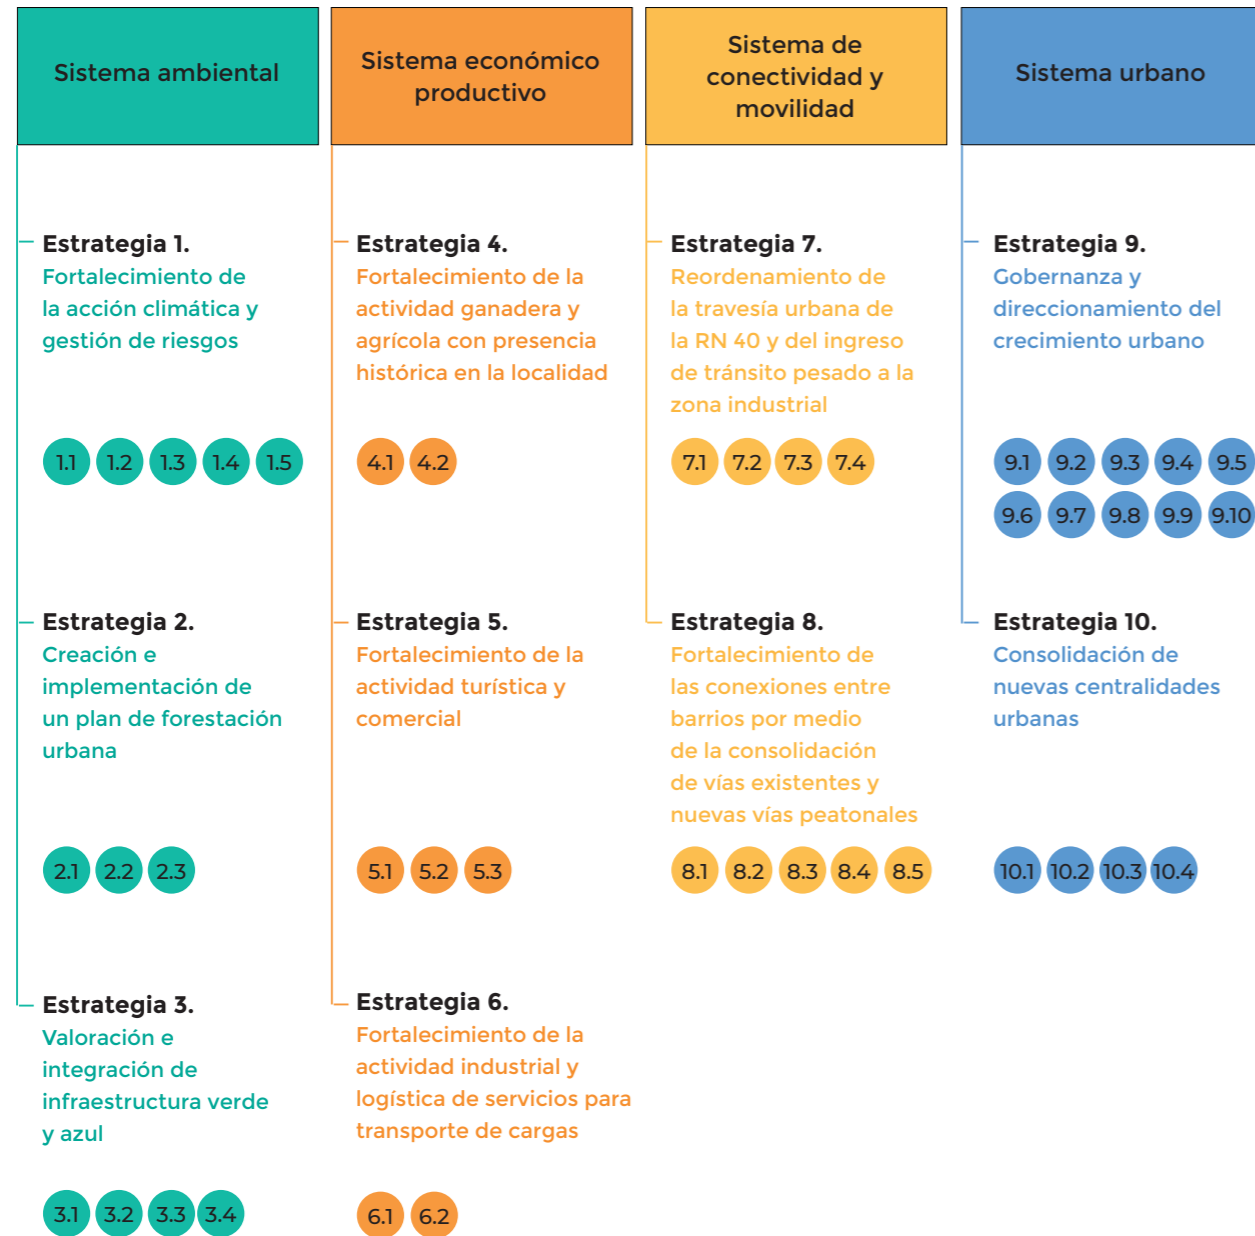 Sistema ambiental
Estrategia 1.
Fortalecimiento de
la acción climática y
gestión de riesgos
1.1 1.2 1.3 1.4 1.5
Estrategia 2.
Creación e
implementación de
un plan de forestación
urbana
2.1 2.2 2.3
Estrategia 3.
Valoración e
integración de
infraestructura verde
y azul
3.1 3.2 3.3 3.4
Sistema económico
productivo
Estrategia 4.
Fortalecimiento de la
actividad ganadera y
agrícola con presencia
histórica en la localidad
4.1 4.2
Estrategia 5.
Fortalecimiento de la
actividad turística y
comercial
5.1 5.2 5.3
Estrategia 6.
Fortalecimiento de la
actividad industrial y
logística de servicios para
transporte de cargas
6.1 6.2
Sistema de
conectividad y
movilidad
Estrategia 7.
Reordenamiento de
la travesía urbana de
la RN 40 y del ingreso
de tránsito pesado a la
zona industrial
7.1 7.2 7.3 7.4
Estrategia 8.
Fortalecimiento de
las conexiones entre
barrios por medio
de la consolidación
de vías existentes y
nuevas vías peatonales
8.1 8.2 8.3 8.4 8.5
Sistema urbano
Estrategia 9.
Gobernanza y
direccionamiento del
crecimiento urbano
9.1 9.2 9.3 9.4 9.5
9.6 9.7 9.8 9.9 9.10
Estrategia 10.
Consolidación de
nuevas centralidades
urbanas
10.1 10.2 10.3 10.4